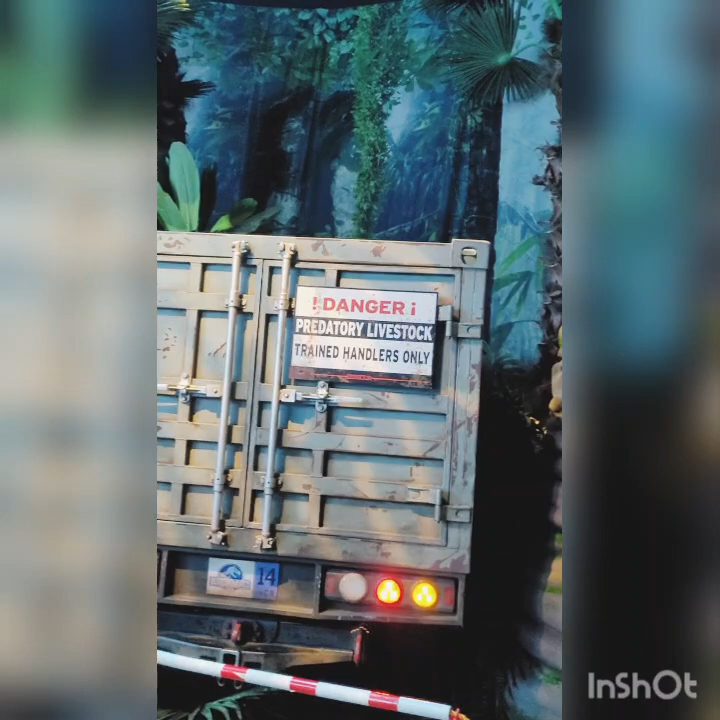 ! DANGER ¡
PREDATORY LIVESTOCK
TRAINED HANDLERS ONLY
14
InShOt